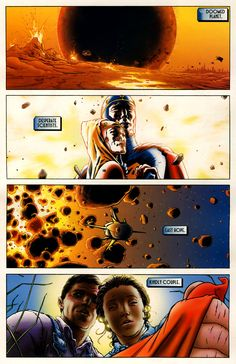 DOOMED
PLANET.
DESPERATE
SCIENTISTS.
LAST HOPE.
KINDLY COUPLE.